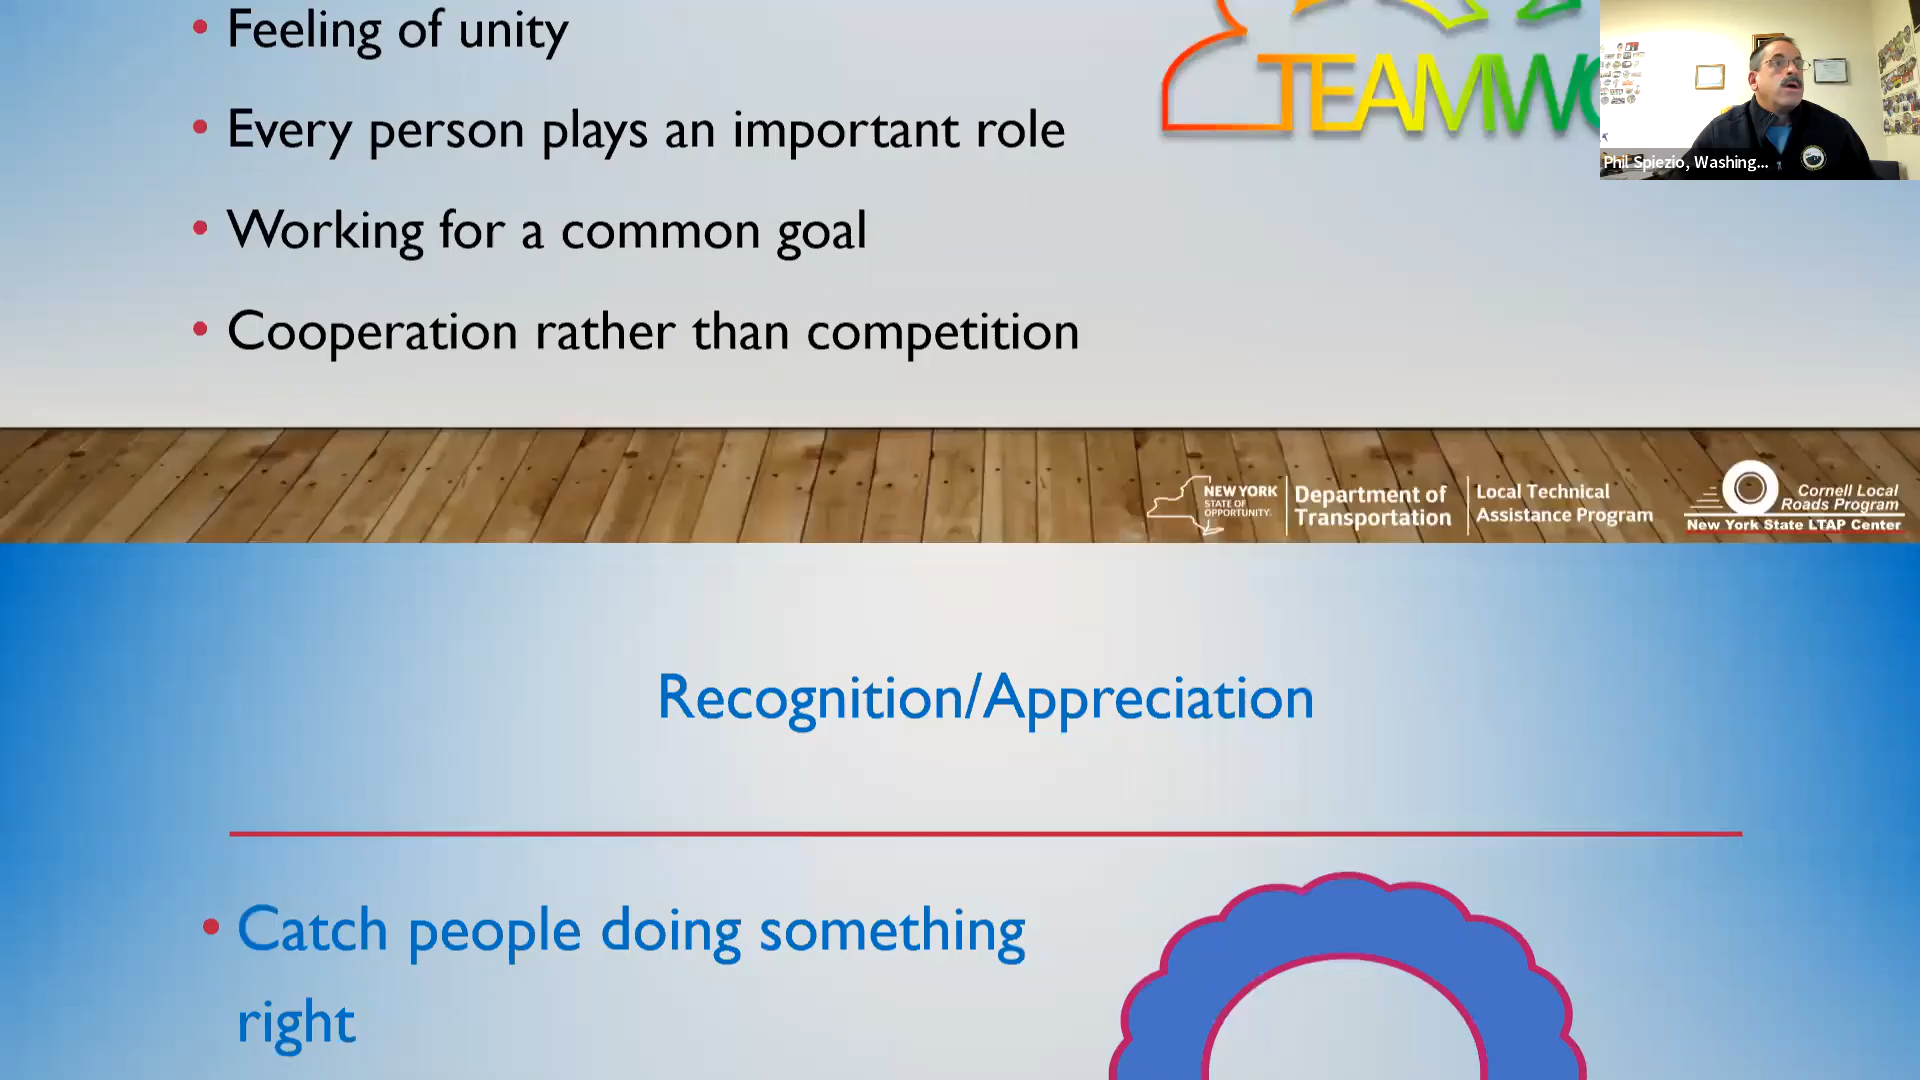 Feeling of unity
Every person plays an important role
Working for a common goal
Cooperation rather than competition
TEAMWO
Phil Spiezio, Washing...
NEW YORK
STATE OF
OPPORTUNITY.
Department of
Transportation
Local Technical
Assistance Program
Cornell Local
Roads Program
New York State LTAP Center
Recognition/Appreciation
Catch people doing something
right